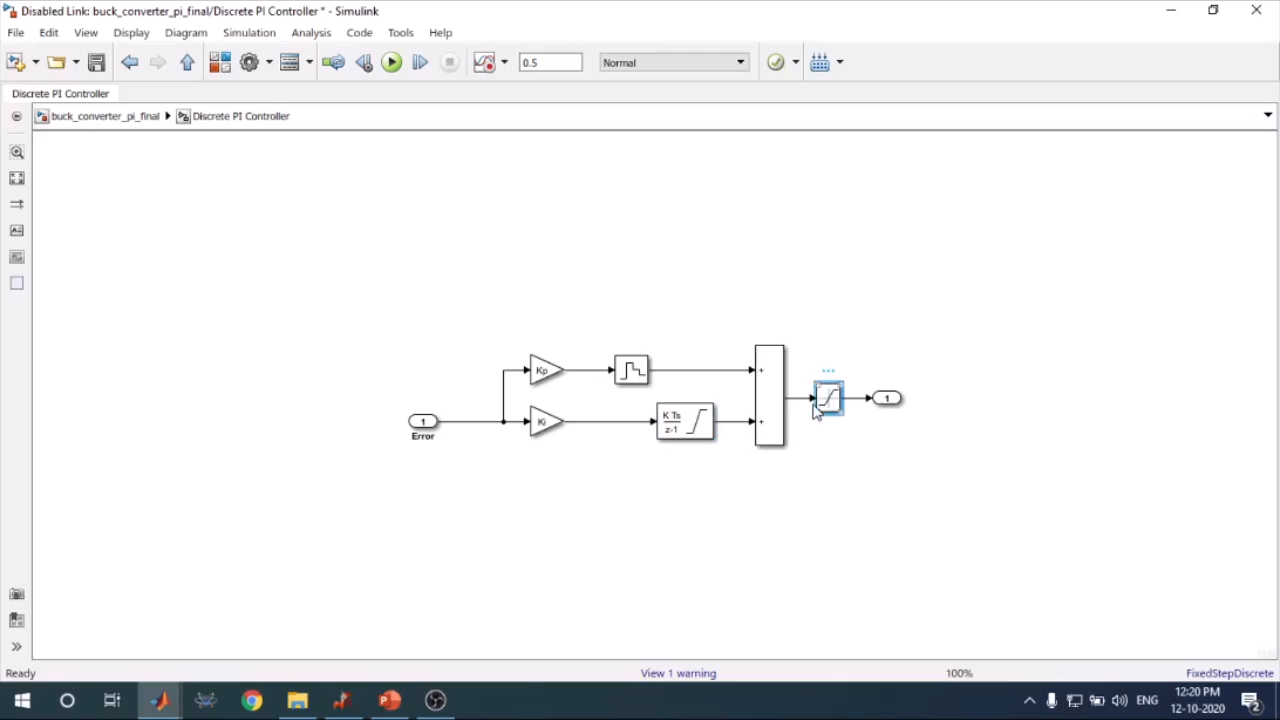 Disabled Link: buck_converter_pi_final/Discrete PI Controller * - Simulink
File Edit View Display Diagram Simulation Analysis Code Tools Help
0.5 Normal
Discrete PI Controller
buck_converter_pi_final Discrete PI Controller
Kp
+
1
Error
Ki
K Ts
z-1
+
1
Ready View 1 warning 100% FixedStepDiscrete
ENG 12:20 PM
12-10-2020
2